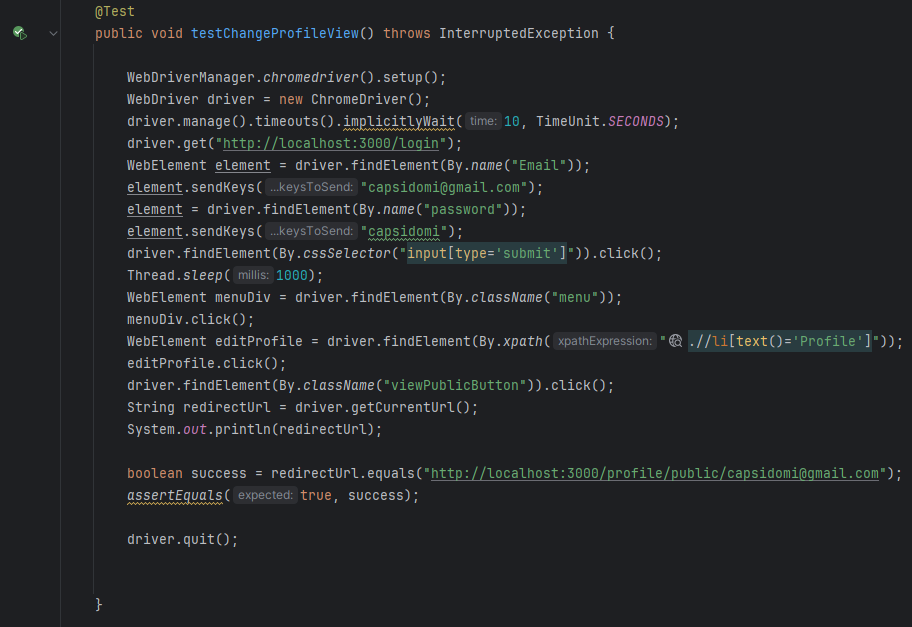 @Test
public void testChangeProfileView() throws InterruptedException {
WebDriverManager.chromedriver().setup();
WebDriver driver = new ChromeDriver();
driver.manage().timeouts().implicitlyWait( time: 10, TimeUnit.SECONDS);
driver.get("http://localhost:3000/login");
WebElement element = driver.findElement(By.name("Email"));
element.sendKeys( ...keysToSend: "capsidomi@gmail.com");
element = driver.findElement(By.name("password"));
element.sendKeys( ...keysToSend: "capsidomi");
driver.findElement(By.cssSelector("input[type='submit']")).click();
Thread.sleep( millis: 1000);
WebElement menuDiv = driver.findElement(By.className("menu"));
menuDiv.click();
WebElement editProfile = driver.findElement(By.xpath( xpathExpression: ".//li[text()='Profile']"));
editProfile.click();
driver.findElement(By.className("viewPublicButton")).click();
String redirectUrl = driver.getCurrentUrl();
System.out.println(redirectUrl);
boolean success = redirectUrl.equals("http://localhost:3000/profile/public/capsidomi@gmail.com");
assertEquals( expected: true, success);
driver.quit();
}